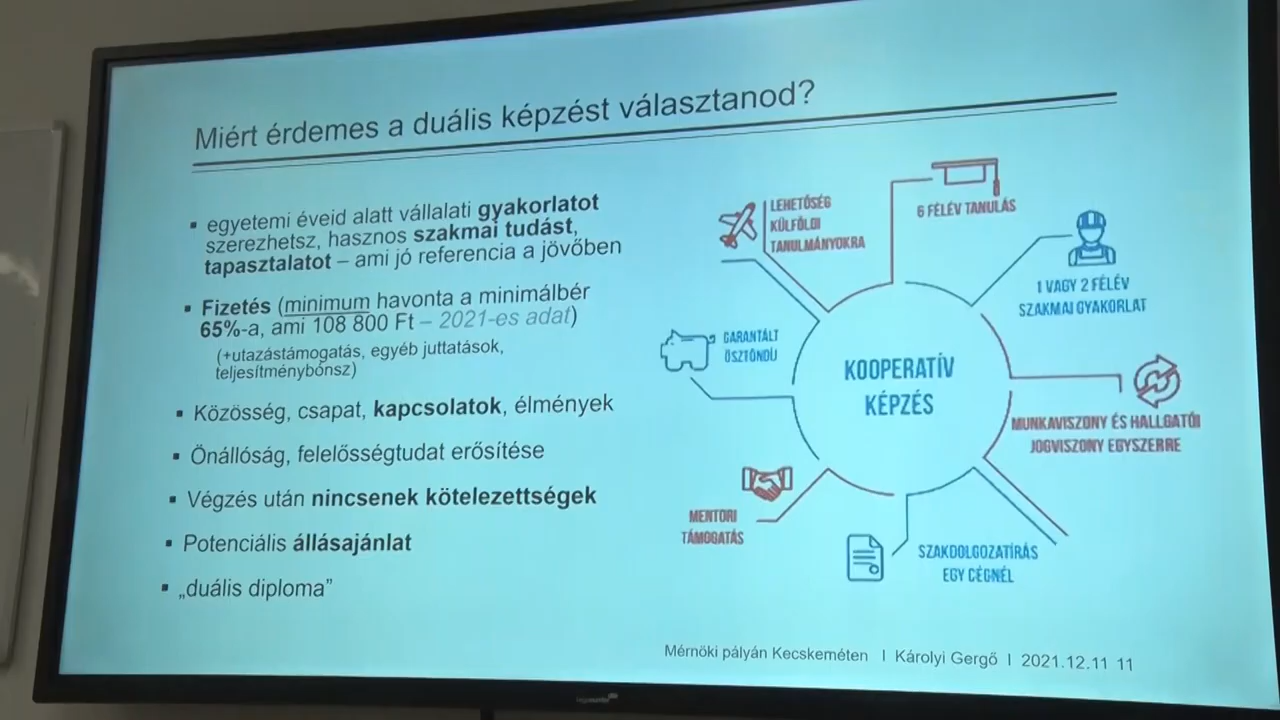 Miért érdemes a duális képzést választanod?
▪ egyetemi éveid alatt vállalati gyakorlatot
szerezhetsz, hasznos szakmai tudást,
tapasztalatot – ami jó referencia a jövőben
▪ Fizetés (minimum havonta a minimálbér
65%-a, ami 108 800 Ft – 2021-es adat)
(+utazástámogatás, egyéb juttatások,
teljesítménybónsz)
▪ Közösség, csapat, kapcsolatok, élmények
▪ Önállóság, felelősségtudat erősítése
▪ Végzés után nincsenek kötelezettségek
▪ Potenciális állásajánlat
▪ „duális diploma”
LEHETŐSÉG
KÜLFÖLDI
TANULMÁNYOKRA
6 FÉLÉV TANULÁS
1 VAGY 2 FÉLÉV
SZAKMAI GYAKORLAT
GARANTÁLT
ÖSZTÖNDÍJ
KOOPERATÍV
KÉPZÉS
MUNKAVISZONY ÉS HALLGATÓI
JOGVISZONY EGYSZERRE
MENTORI
TÁMOGATÁS
SZAKDOLGOZATÍRÁS
EGY CÉGNÉL
Mérnöki pályán Kecskeméten I Károlyi Gergő I 2021.12.11 11